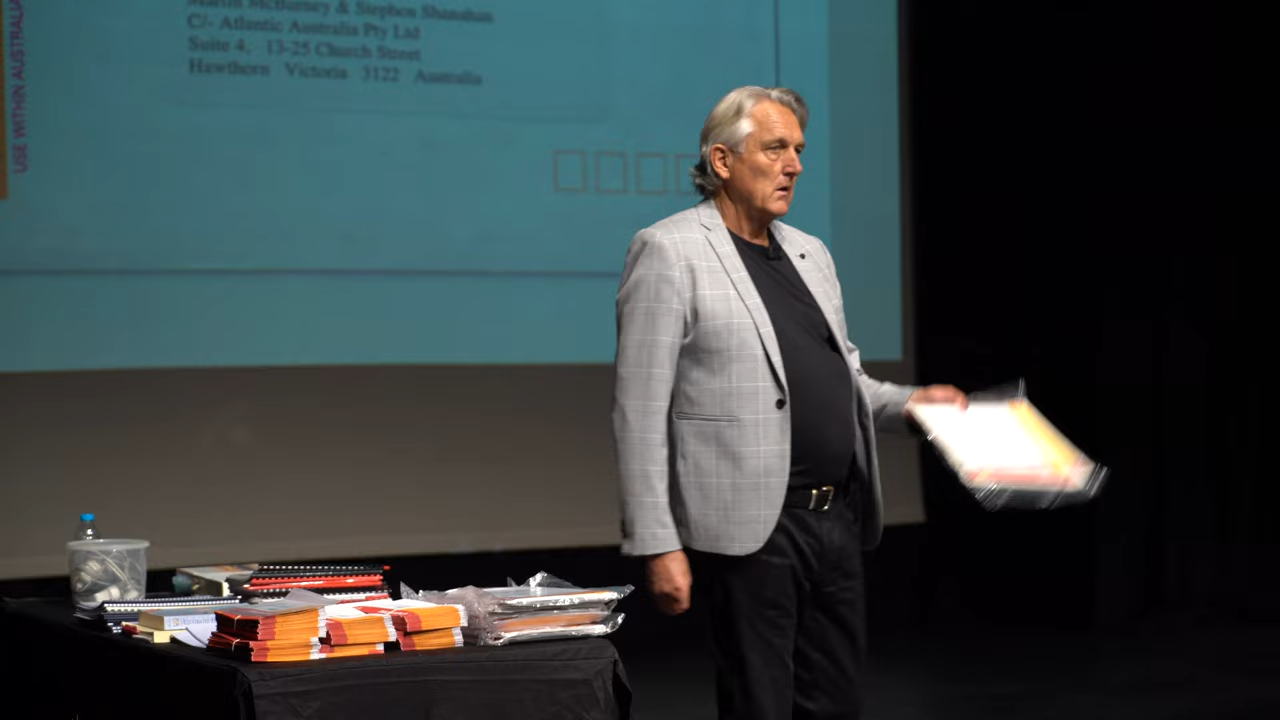 USE WITHIN AUSTRALIA
Martin McBurney & Stephen Shanahan
C/- Atlantic Australia Pty Ltd
Suite 4, 13-25 Church Street
Hawthorn Victoria 3122 Australia